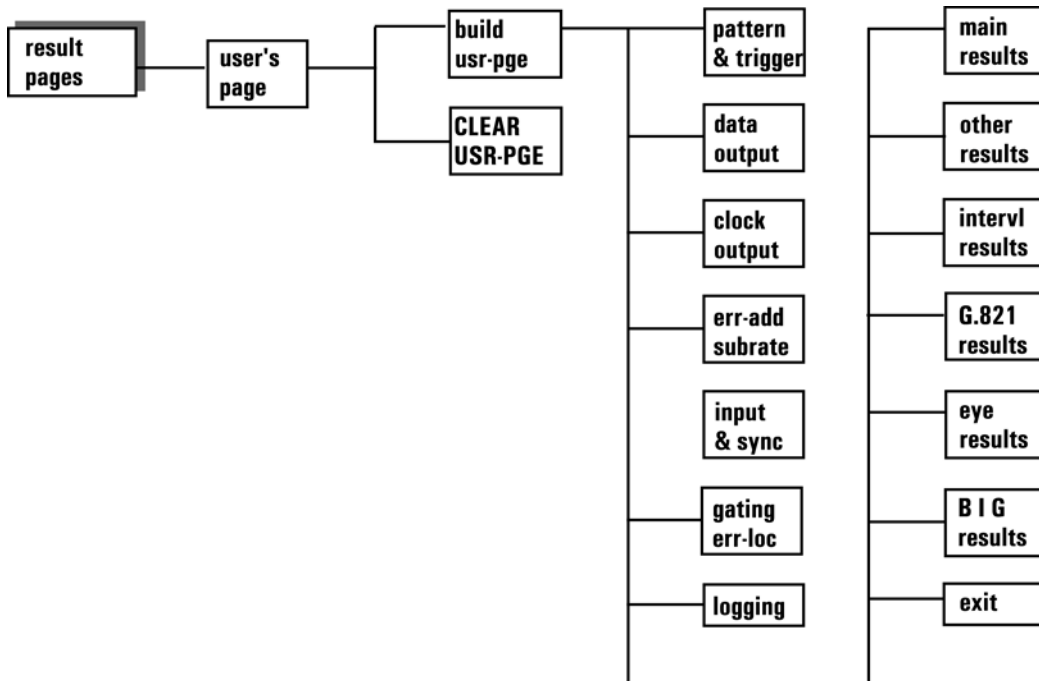 result
pages
user's
page
build
usr-pge
CLEAR
USR-PGE
pattern
& trigger
data
output
clock
output
err-add
subrate
input
& sync
gating
err-loc
logging
main
results
other
results
intervl
results
G.821
results
eye
results
B I G
results
exit